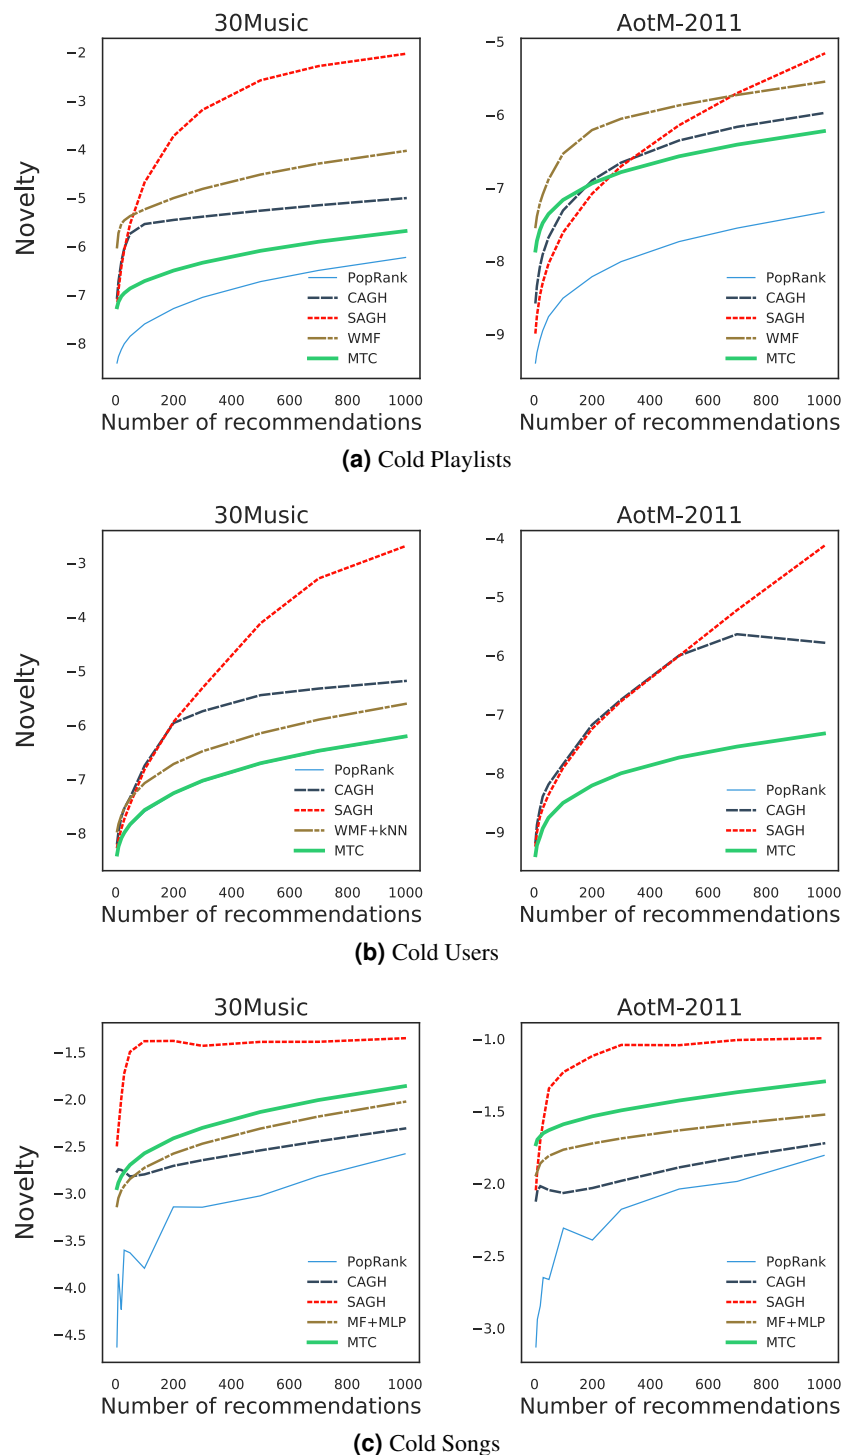 30Music
AotM-2011
Novelty
−2
−3
−4
−5
−6
−7
−8
PopRank
CAGH
SAGH
WMF
MTC
0 200 400 600 800 1000
Number of recommendations
−5
−6
−7
−8
−9
PopRank
CAGH
SAGH
WMF
MTC
0 200 400 600 800 1000
Number of recommendations
(a) Cold Playlists
30Music
AotM-2011
Novelty
−3
−4
−5
−6
−7
−8
PopRank
CAGH
SAGH
WMF+kNN
MTC
0 200 400 600 800 1000
Number of recommendations
−4
−5
−6
−7
−8
−9
PopRank
CAGH
SAGH
MTC
0 200 400 600 800 1000
Number of recommendations
(b) Cold Users
30Music
AotM-2011
Novelty
−1.5
−2.0
−2.5
−3.0
−3.5
−4.0
−4.5
PopRank
CAGH
SAGH
MF+MLP
MTC
0 200 400 600 800 1000
Number of recommendations
−1.0
−1.5
−2.0
−2.5
−3.0
PopRank
CAGH
SAGH
MF+MLP
MTC
0 200 400 600 800 1000
Number of recommendations
(c) Cold Songs